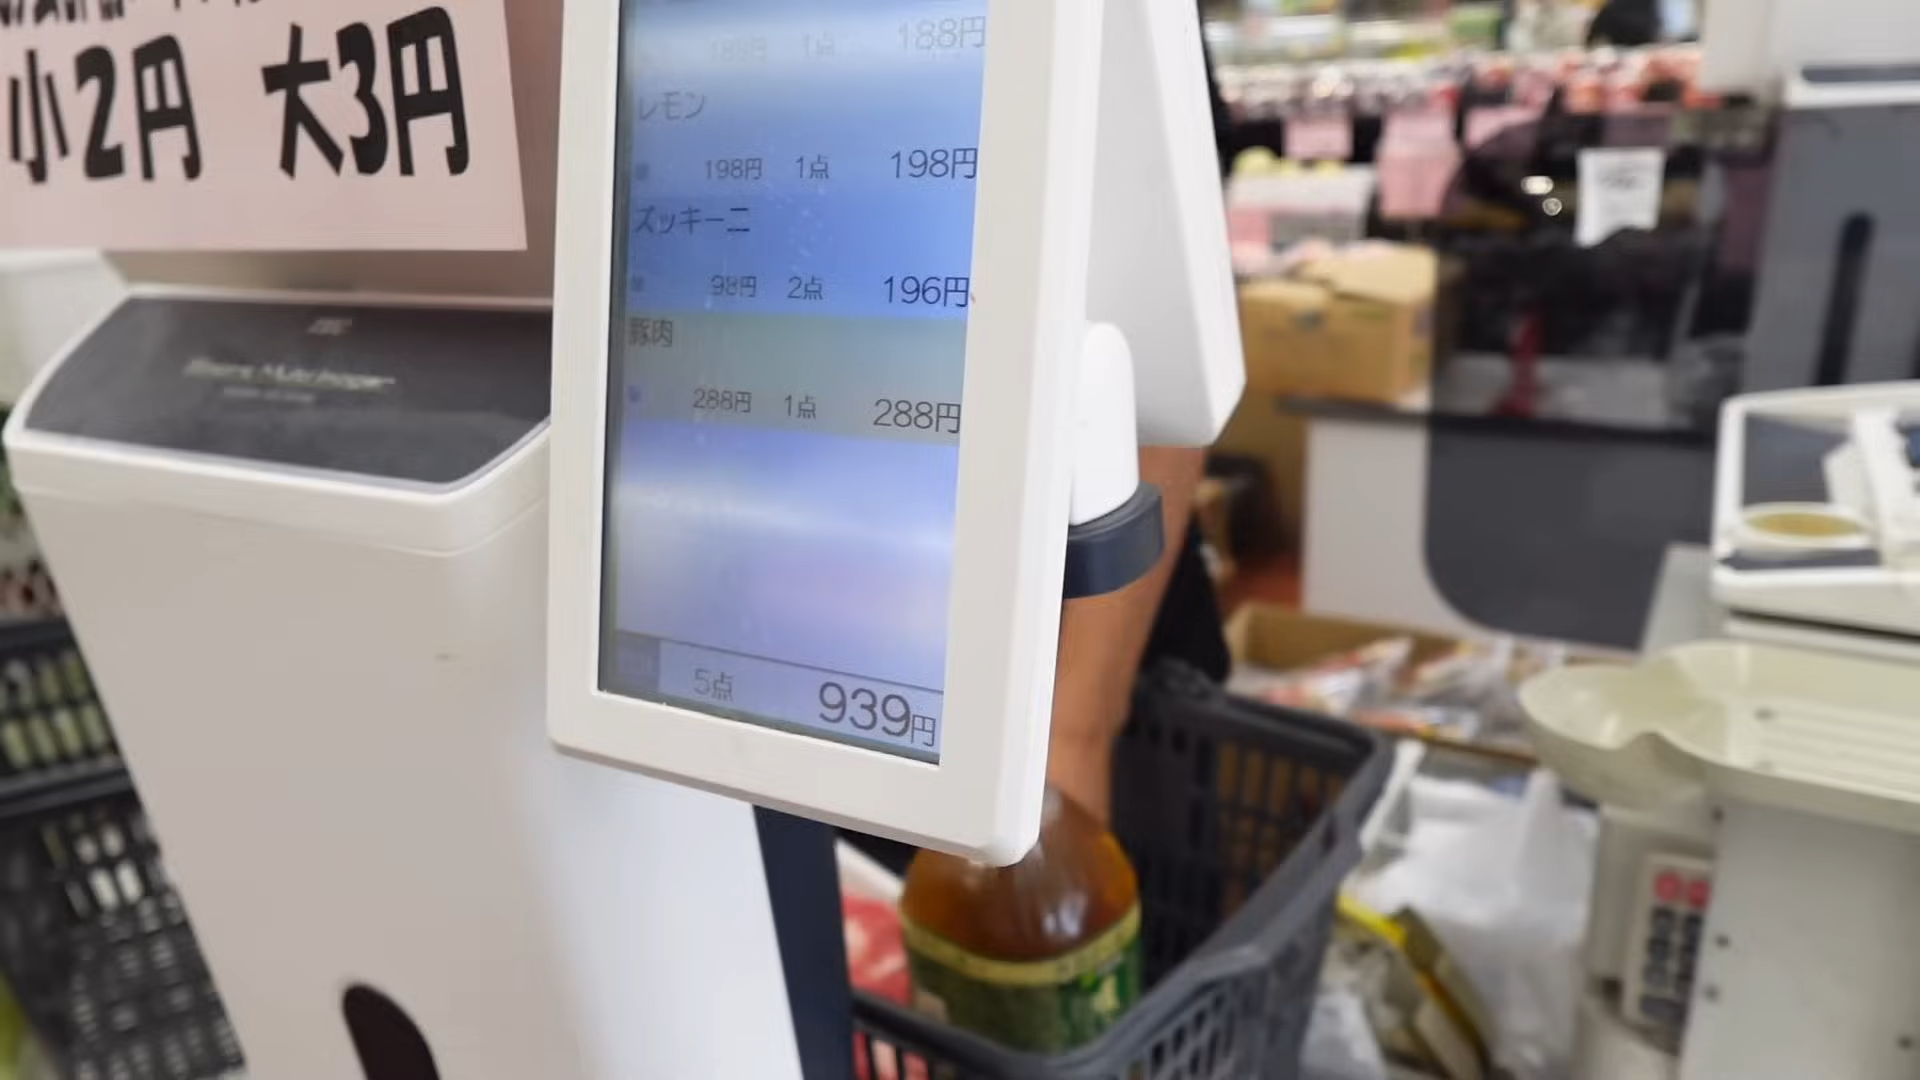 小2円 大3円
188円 1点 188円
レモン
198円 1点 198円
ズッキーニ
98円 2点 196円
豚肉
288円 1点 288円
5点 939円